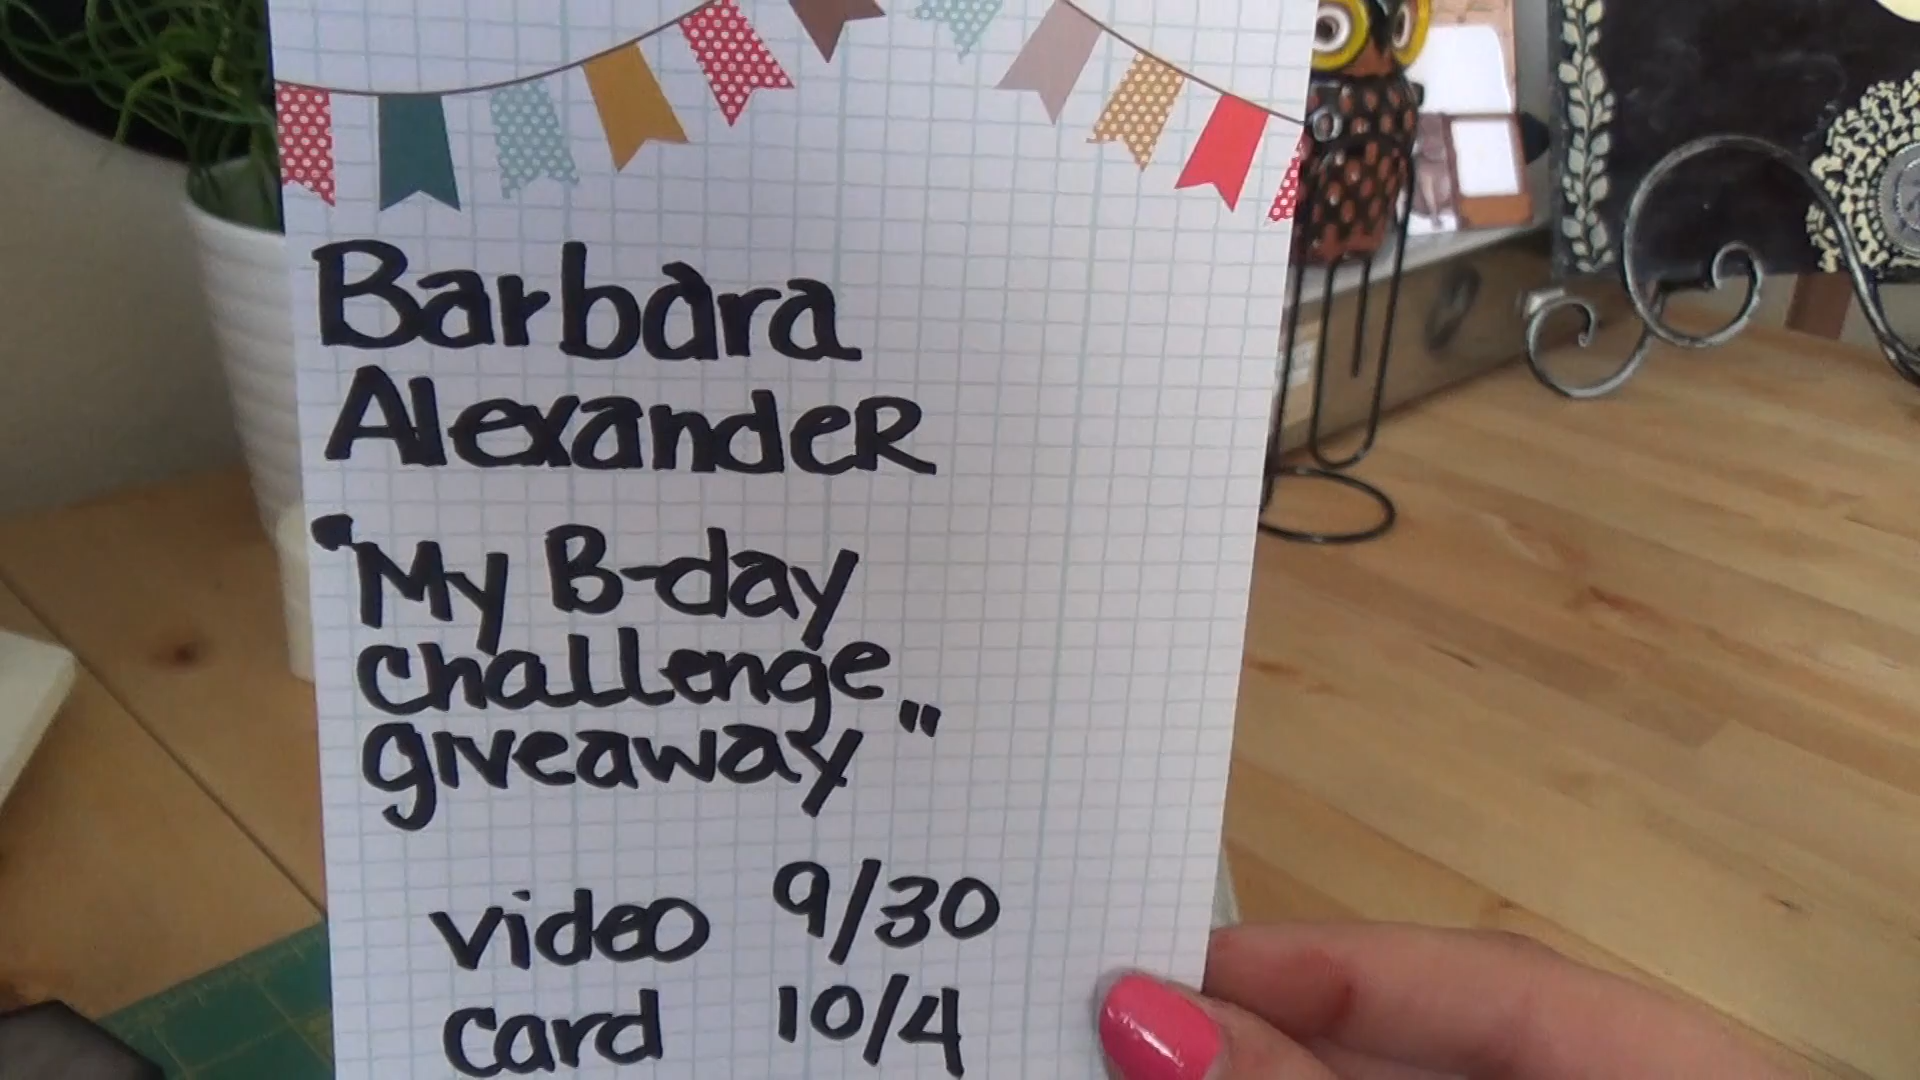 Barbara
AlexandeR
"My B-day
challenge
giveaway"
video 9/30
card 10/4